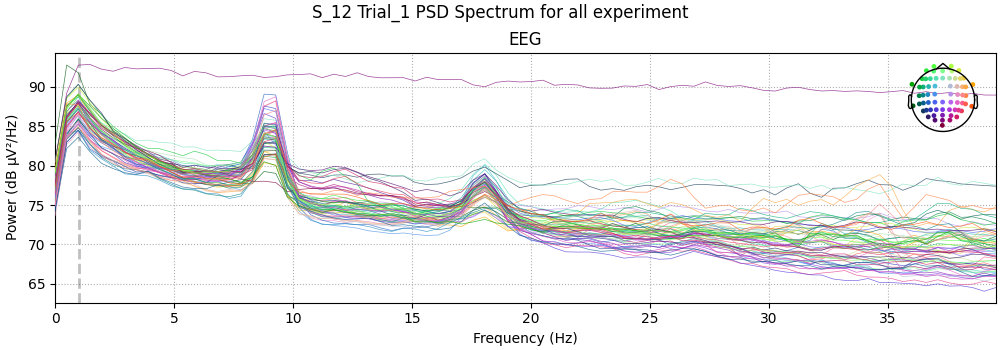 S_12 Trial_1 PSD Spectrum for all experiment
EEG
Power (dB µV²/Hz)
90
85
80
75
70
65
0 5 10 15 20 25 30 35
Frequency (Hz)